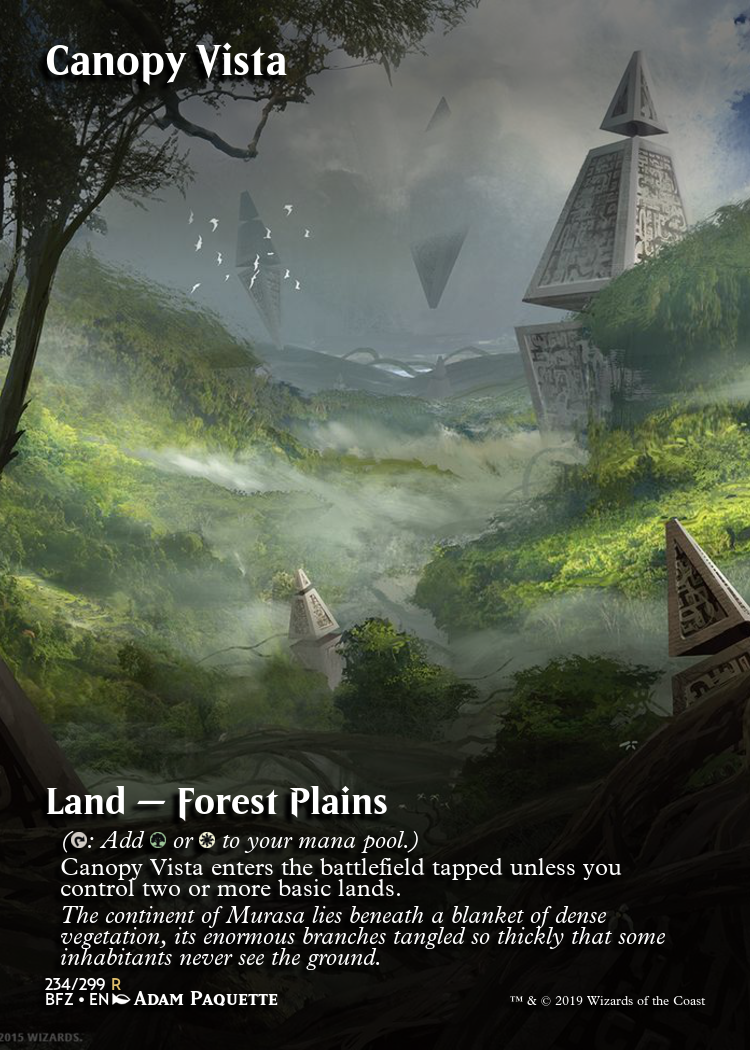 Canopy Vista
Land — Forest Plains
(: Add or to your mana pool.)
Canopy Vista enters the battlefield tapped unless you
control two or more basic lands.
The continent of Murasa lies beneath a blanket of dense
vegetation, its enormous branches tangled so thickly that some
inhabitants never see the ground.
234/299 R
BFZ • EN Adam Paquette
™ & © 2019 Wizards of the Coast
2015 WIZARDS.